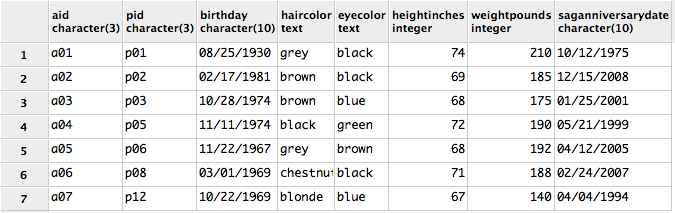 aid pid birthday haircolor eyecolor heightinches weightpounds saganniversarydate
character(3) character(3) character(10) text text integer integer character(10)
1 a01 p01 08/25/1930 grey black 74 210 10/12/1975
2 a02 p02 02/17/1981 brown black 69 185 12/15/2008
3 a03 p03 10/28/1974 brown blue 68 175 01/25/2001
4 a04 p05 11/11/1974 black green 72 190 05/21/1999
5 a05 p06 11/22/1967 grey brown 68 192 04/12/2005
6 a06 p08 03/01/1969 chestnut black 71 188 02/24/2007
7 a07 p12 10/22/1969 blonde blue 67 140 04/04/1994